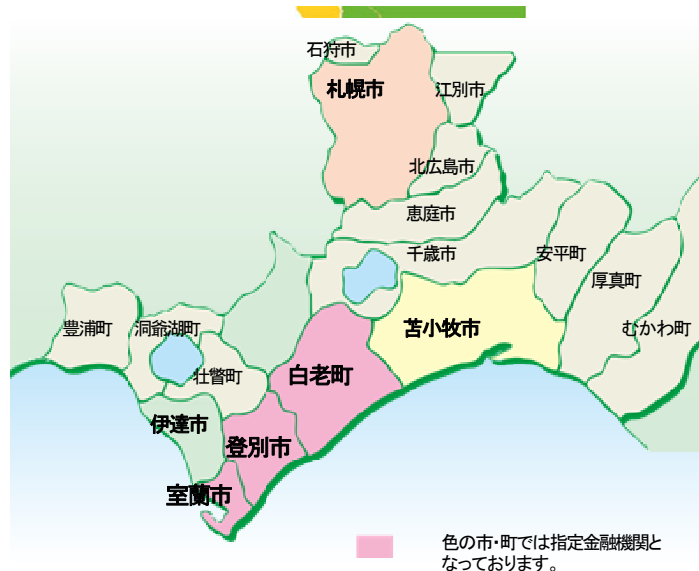 石狩市
札幌市
江別市
北広島市
恵庭市
千歳市
安平町
厚真町
豊浦町
洞爺湖町
苫小牧市
むかわ町
壮瞥町
白老町
伊達市
登別市
室蘭市
色の市・町では指定金融機関と
なっております。